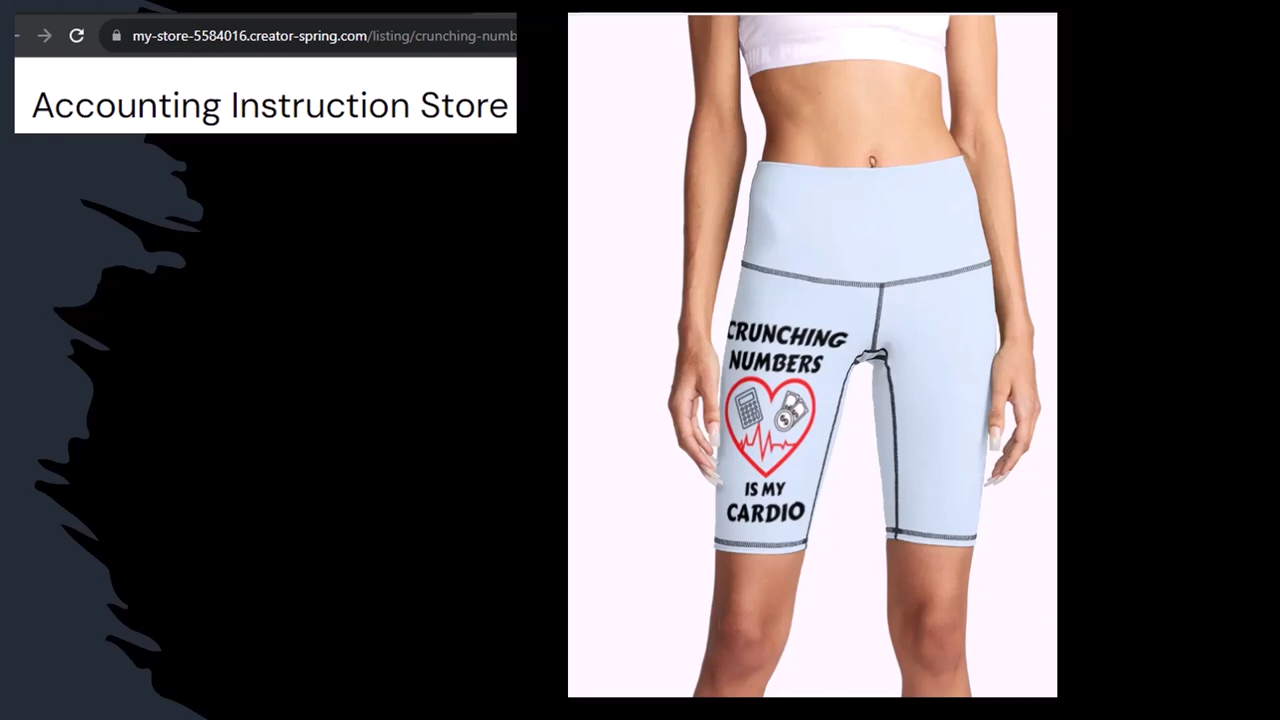 my-store-5584016.creator-spring.com/listing/crunching-numb
Accounting Instruction Store
CRUNCHING
NUMBERS
IS MY
CARDIO